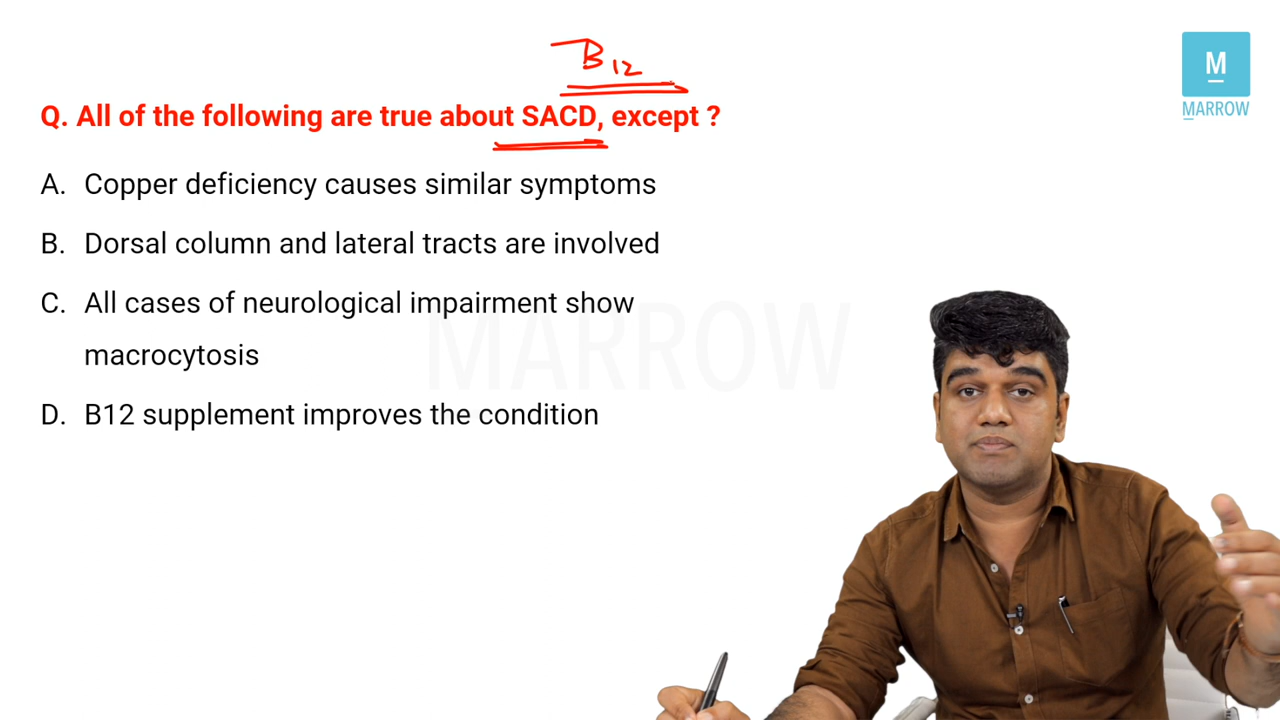 B12
M
MARROW
Q. All of the following are true about SACD, except ?
A. Copper deficiency causes similar symptoms
B. Dorsal column and lateral tracts are involved
C. All cases of neurological impairment show
macrocytosis
MARROW
D. B12 supplement improves the condition